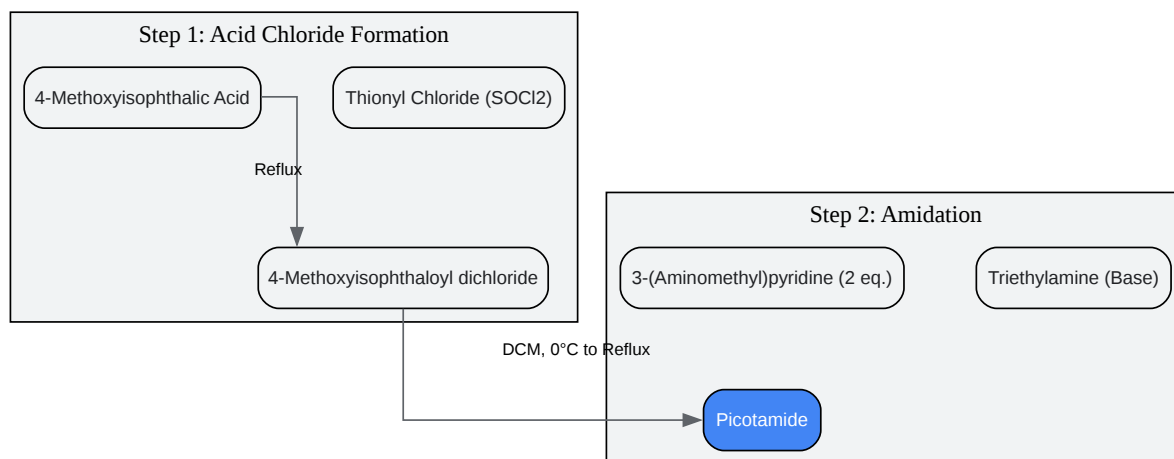 Step 1: Acid Chloride Formation
4-Methoxyisophthalic Acid
Thionyl Chloride (SOCl2)
Reflux
4-Methoxyisophthaloyl dichloride
Step 2: Amidation
3-(Aminomethyl)pyridine (2 eq.)
Triethylamine (Base)
DCM, 0°C to Reflux
Picotamide